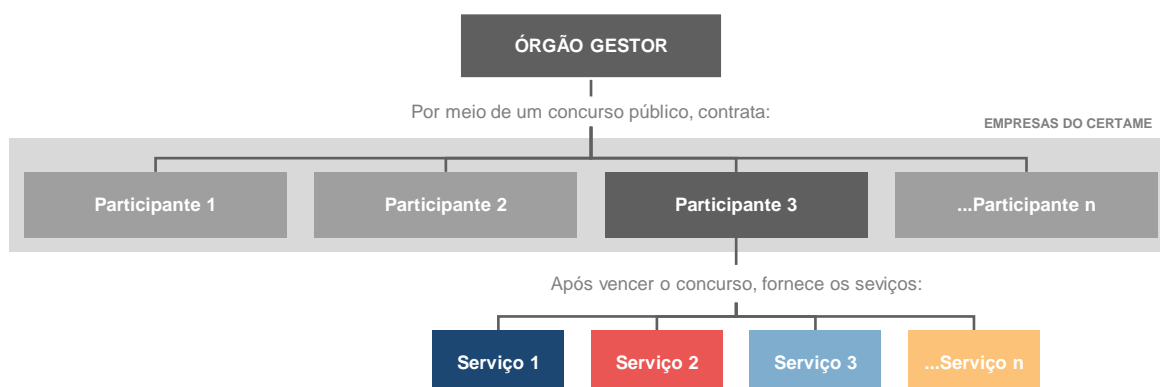 ÓRGÃO GESTOR
Por meio de um concurso público, contrata:
EMPRESAS DO CERTAME
Participante 1
Participante 2
Participante 3
...Participante n
Após vencer o concurso, fornece os seviços:
Serviço 1
Serviço 2
Serviço 3
...Serviço n